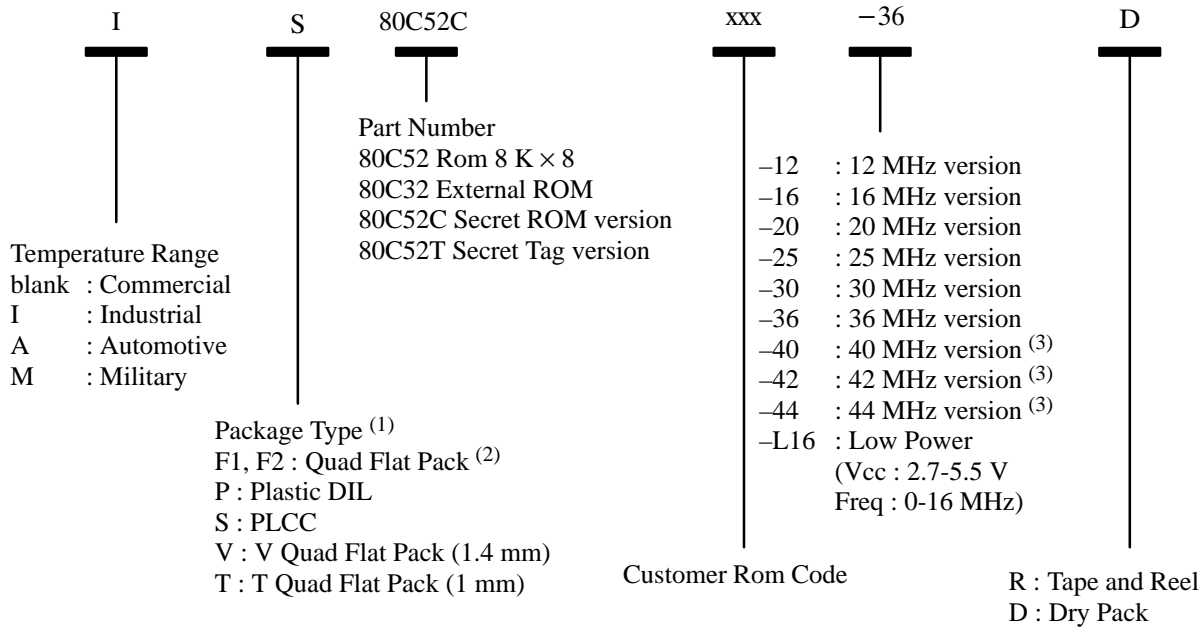 I S 80C52C xxx −36 D
Part Number
80C52 Rom 8 K × 8
80C32 External ROM
80C52C Secret ROM version
80C52T Secret Tag version
–12 : 12 MHz version
–16 : 16 MHz version
–20 : 20 MHz version
–25 : 25 MHz version
–30 : 30 MHz version
–36 : 36 MHz version
–40 : 40 MHz version (3)
–42 : 42 MHz version (3)
–44 : 44 MHz version (3)
–L16 : Low Power
(Vcc : 2.7-5.5 V
Freq : 0-16 MHz)
Temperature Range
blank : Commercial
I : Industrial
A : Automotive
M : Military
Package Type (1)
F1, F2 : Quad Flat Pack (2)
P : Plastic DIL
S : PLCC
V : V Quad Flat Pack (1.4 mm)
T : T Quad Flat Pack (1 mm)
Customer Rom Code
R : Tape and Reel
D : Dry Pack